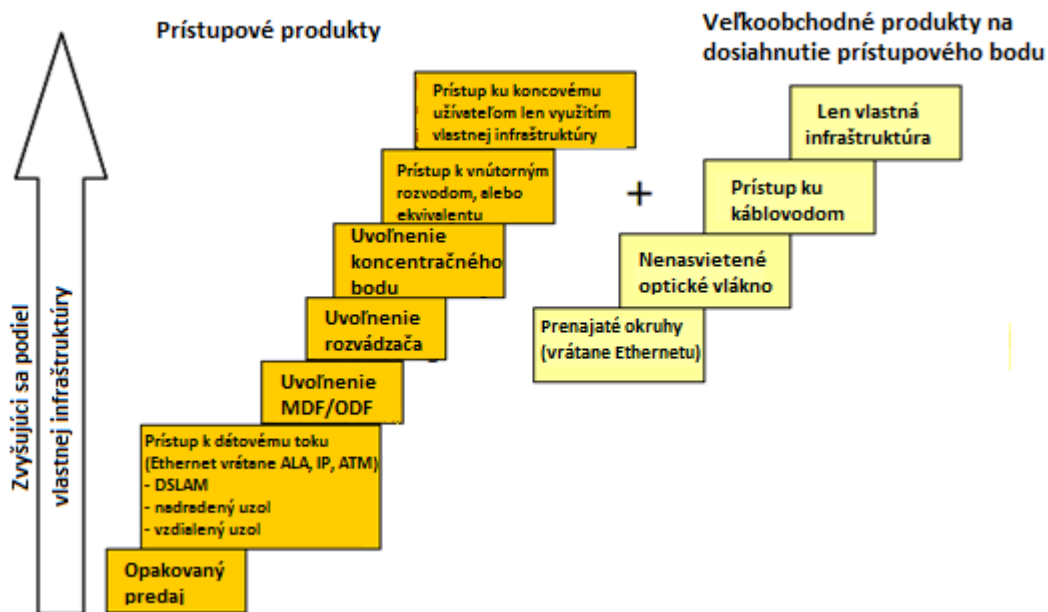 Prístupové produkty
Veľkoobchodné produkty na
dosiahnutie prístupového bodu
Prístup ku koncovému
užívateľom len využitím
vlastnej infraštruktúry
Prístup k vnútorným
rozvodom, alebo
ekvivalentu
Uvoľnenie
koncentračného
bodu
Uvoľnenie
rozvádzača
Uvoľnenie
MDF/ODF
Prístup k dátovému toku
(Ethernet vrátane ALA, IP, ATM)
- DSLAM
- nadradený uzol
- vzdialený uzol
Opakovaný
predaj
+
Len vlastná
infraštruktúra
Prístup ku
káblovodom
Nenasvietené
optické vlákno
Prenajaté okruhy
(vrátane Ethernetu)
Zvyšujúci sa podiel
vlastnej infraštruktúry